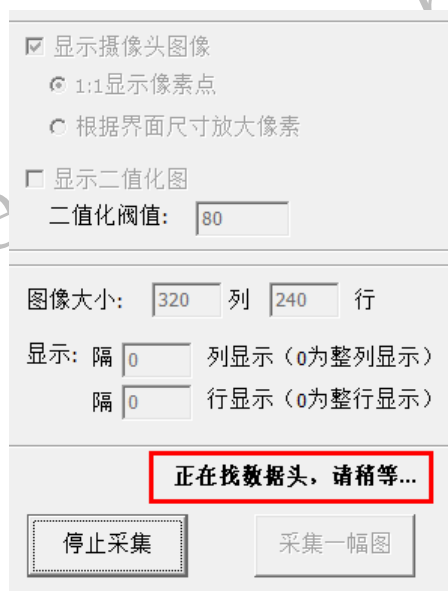 显示摄像头图像
1:1显示像素点
根据界面尺寸放大像素
显示二值化图
二值化阀值: 80
图像大小: 320 列 240 行
显示: 隔 0 列显示（0为整列显示）
隔 0 行显示（0为整行显示）
正在找数据头，请稍等...
停止采集 采集一幅图